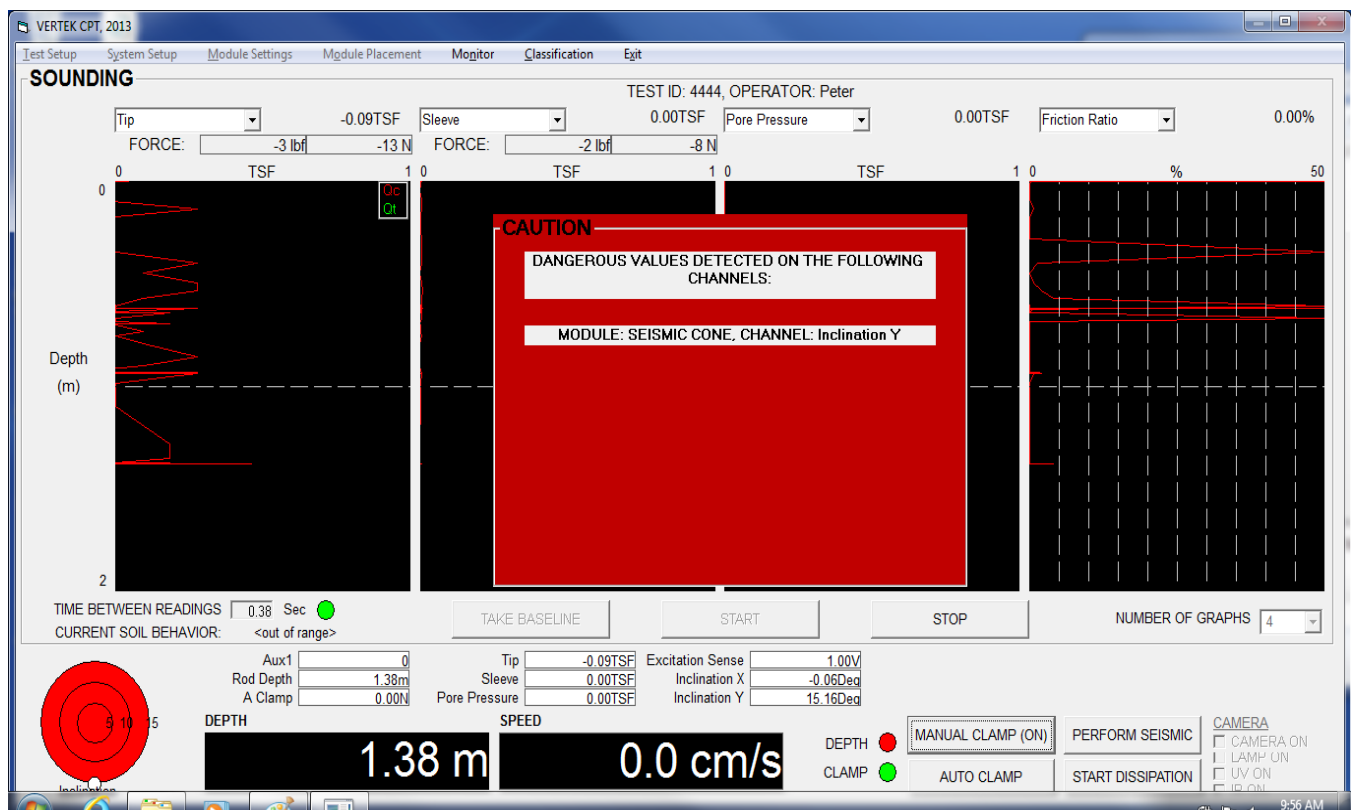 VERTEK CPT, 2013
Test Setup System Setup Module Settings Module Placement Monitor Classification Exit
SOUNDING
TEST ID: 4444, OPERATOR: Peter
Tip -0.09TSF Sleeve 0.00TSF Pore Pressure 0.00TSF Friction Ratio 0.00%
FORCE: -3 lbf -13 N FORCE: -2 lbf -8 N
0 TSF 1 0 TSF 1 0 TSF 1 0 % 50
0
Qc
Qt
CAUTION
DANGEROUS VALUES DETECTED ON THE FOLLOWING
CHANNELS:
MODULE: SEISMIC CONE, CHANNEL: Inclination Y
Depth
(m)
2
TIME BETWEEN READINGS 0.38 Sec
CURRENT SOIL BEHAVIOR: <out of range>
TAKE BASELINE START STOP NUMBER OF GRAPHS 4
Aux1 0 Tip -0.09TSF Excitation Sense 1.00V
Rod Depth 1.38m Sleeve 0.00TSF Inclination X -0.06Deg
A Clamp 0.00N Pore Pressure 0.00TSF Inclination Y 15.16Deg
5 10 15
DEPTH SPEED
1.38 m 0.0 cm/s
DEPTH
CLAMP
MANUAL CLAMP (ON) PERFORM SEISMIC
AUTO CLAMP START DISSIPATION
CAMERA
CAMERA ON
LAMP ON
UV ON
IR ON
Inclination
9:56 AM